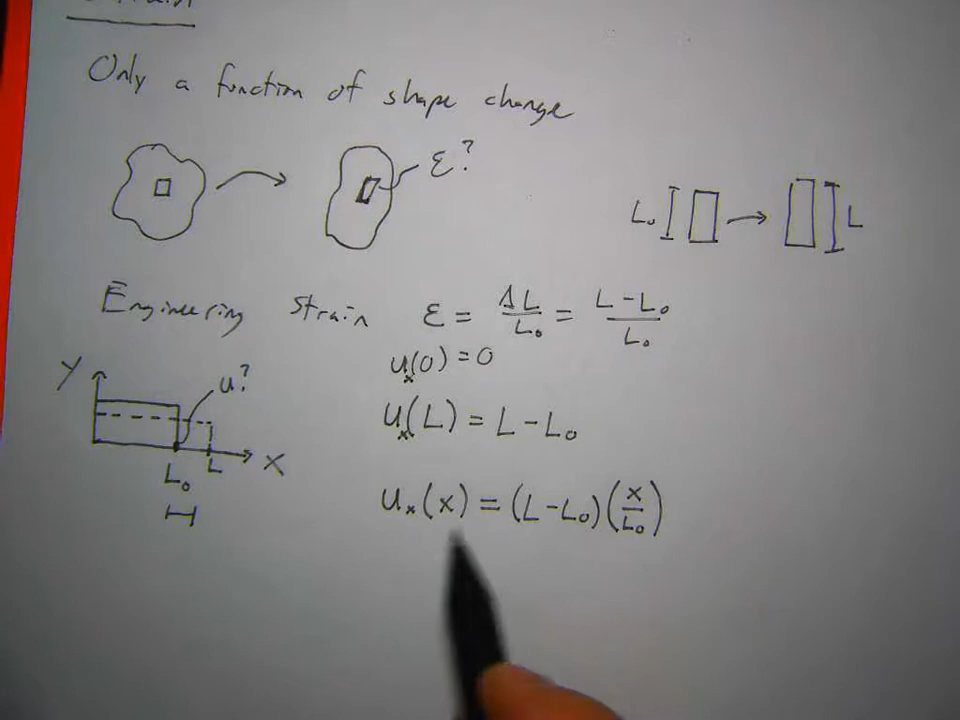 Only a function of shape change
ε?
L₀ L
Engineering Strain ε = ΔL/L₀ = (L-L₀)/L₀
uₓ(0) = 0
Y u?
uₓ(L) = L-L₀
X
L₀ L
uₓ(x) = (L-L₀)(x/L₀)